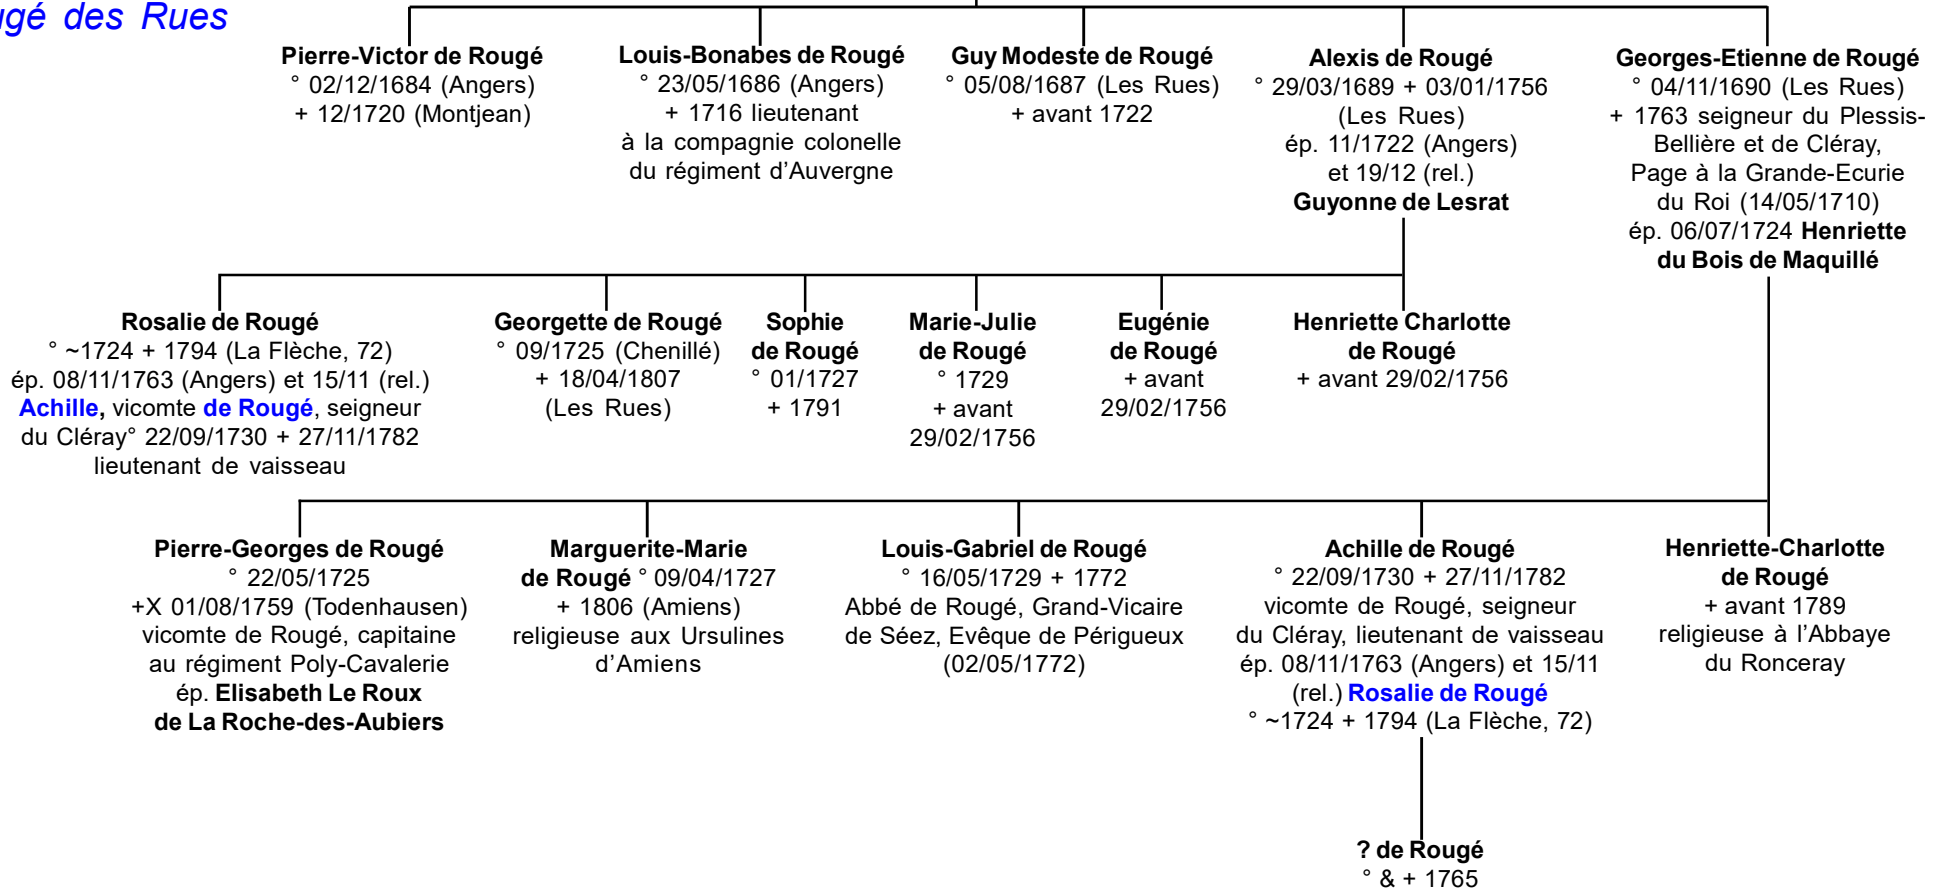 ugé des Rues
Pierre-Victor de Rougé
° 02/12/1684 (Angers)
+ 12/1720 (Montjean)
Louis-Bonabes de Rougé
° 23/05/1686 (Angers)
+ 1716 lieutenant
à la compagnie colonelle
du régiment d'Auvergne
Guy Modeste de Rougé
° 05/08/1687 (Les Rues)
+ avant 1722
Alexis de Rougé
° 29/03/1689 + 03/01/1756
(Les Rues)
ép. 11/1722 (Angers)
et 19/12 (rel.)
Guyonne de Lesrat
Georges-Etienne de Rougé
° 04/11/1690 (Les Rues)
+ 1763 seigneur du Plessis-
Bellière et de Cléray,
Page à la Grande-Ecurie
du Roi (14/05/1710)
ép. 06/07/1724 Henriette
du Bois de Maquillé
Rosalie de Rougé
° ~1724 + 1794 (La Flèche, 72)
ép. 08/11/1763 (Angers) et 15/11 (rel.)
Achille, vicomte de Rougé, seigneur
du Cléray° 22/09/1730 + 27/11/1782
lieutenant de vaisseau
Georgette de Rougé
° 09/1725 (Chenillé)
+ 18/04/1807
(Les Rues)
Sophie
de Rougé
° 01/1727
+ 1791
Marie-Julie
de Rougé
° 1729
+ avant
29/02/1756
Eugénie
de Rougé
+ avant
29/02/1756
Henriette Charlotte
de Rougé
+ avant 29/02/1756
Pierre-Georges de Rougé
° 22/05/1725
+X 01/08/1759 (Todenhausen)
vicomte de Rougé, capitaine
au régiment Poly-Cavalerie
ép. Elisabeth Le Roux
de La Roche-des-Aubiers
Marguerite-Marie
de Rougé ° 09/04/1727
+ 1806 (Amiens)
religieuse aux Ursulines
d'Amiens
Louis-Gabriel de Rougé
° 16/05/1729 + 1772
Abbé de Rougé, Grand-Vicaire
de Séez, Evêque de Périgueux
(02/05/1772)
Achille de Rougé
° 22/09/1730 + 27/11/1782
vicomte de Rougé, seigneur
du Cléray, lieutenant de vaisseau
ép. 08/11/1763 (Angers) et 15/11
(rel.) Rosalie de Rougé
° ~1724 + 1794 (La Flèche, 72)
Henriette-Charlotte
de Rougé
+ avant 1789
religieuse à l'Abbaye
du Ronceray
? de Rougé
° & + 1765